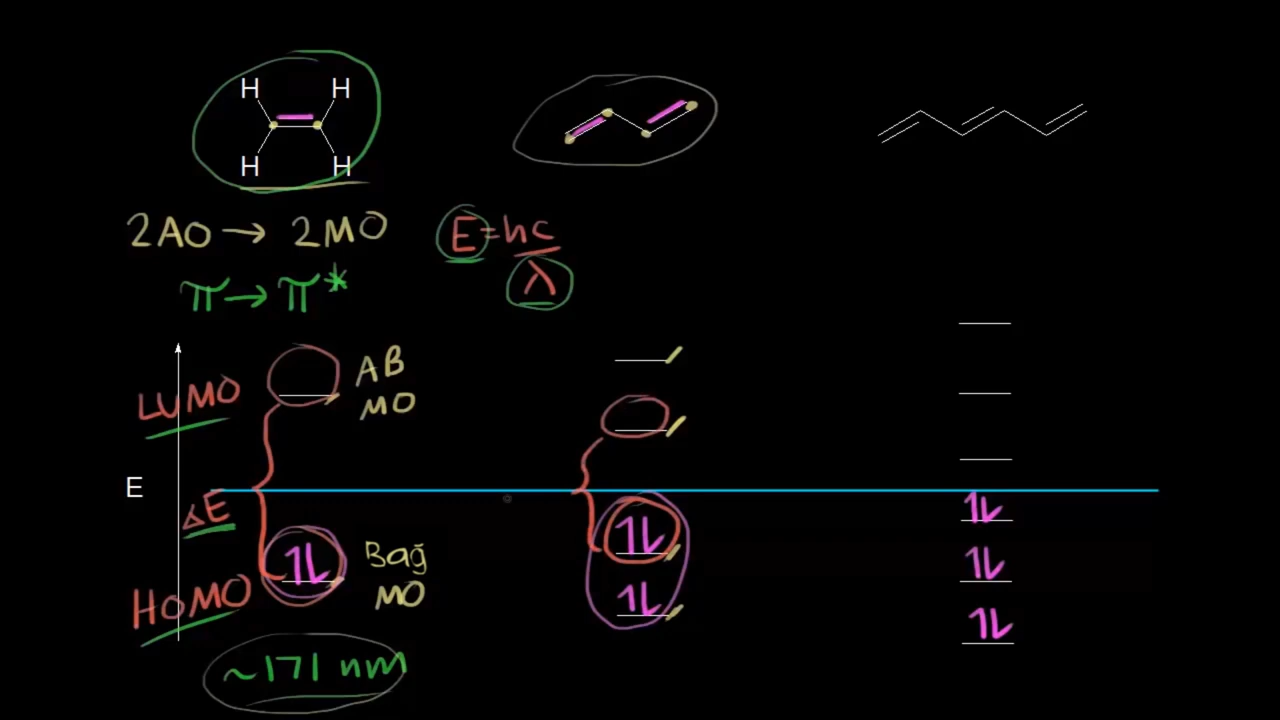 H H
H H
2AO → 2MO
E = hc
λ
π → π*
AB
MO
LUMO
E
ΔE
Bağ
MO
HOMO
~171 nm